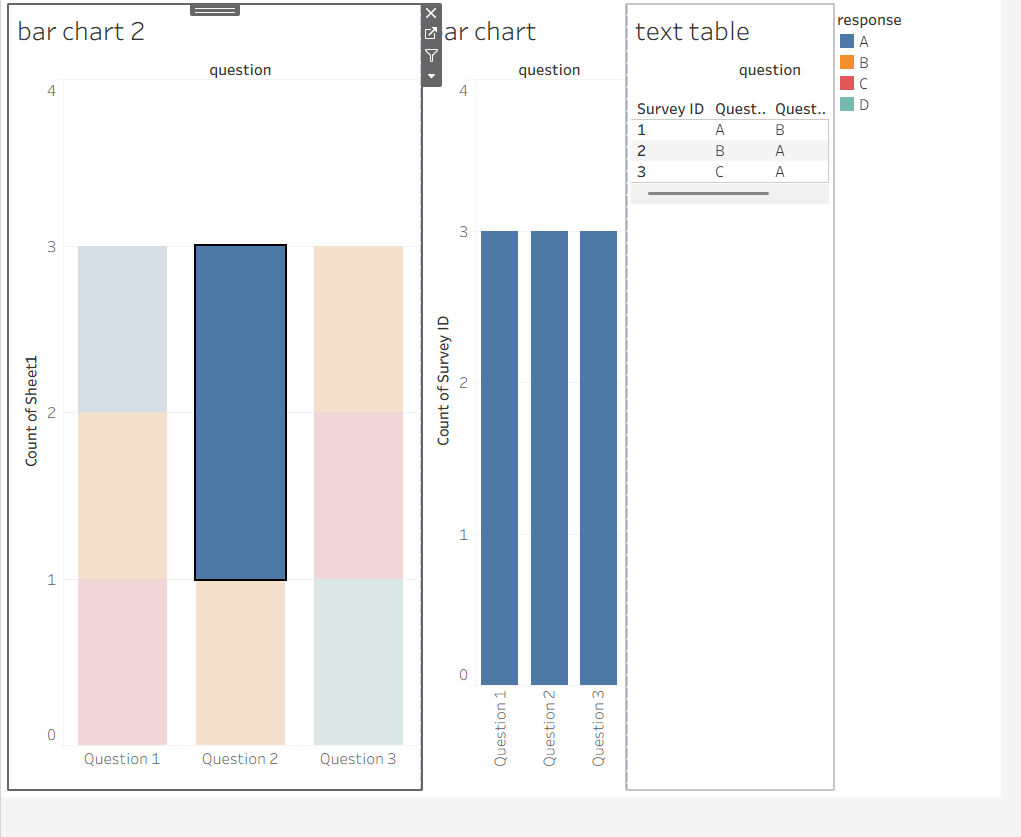 bar chart 2
question
4
3
2
1
0
Count of Sheet1
Question 1 Question 2 Question 3
ar chart
question
4
3
2
1
0
Count of Survey ID
Question 1
Question 2
Question 3
text table
question
Survey ID Quest.. Quest..
1 A B
2 B A
3 C A
response
A
B
C
D